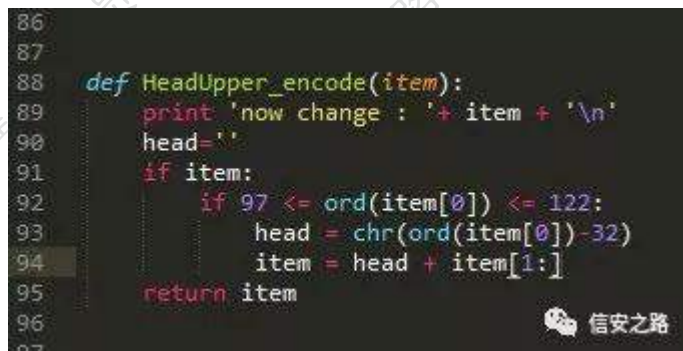 86
87
88 def HeadUpper_encode(item):
89 print 'now change : '+ item + '\n'
90 head=''
91 if item:
92 if 97 <= ord(item[0]) <= 122:
93 head = chr(ord(item[0])-32)
94 item = head + item[1:]
95 return item
96
信安之路